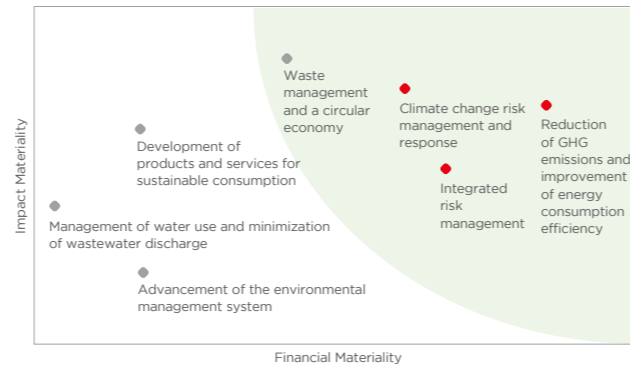 Impact Materiality
Waste
management
and a circular
economy
Climate change risk
management and
response
Reduction
of GHG
emissions and
improvement
of energy
consumption
efficiency
Development of
products and services for
sustainable consumption
Integrated
risk
management
Management of water use and minimization
of wastewater discharge
Advancement of the environmental
management system
Financial Materiality